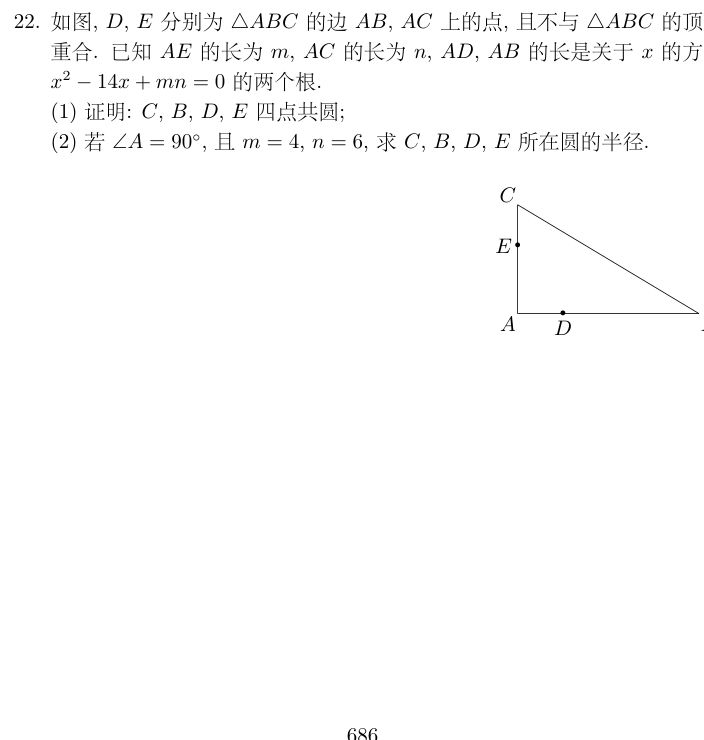 22. 如图, D, E 分别为 △ABC 的边 AB, AC 上的点, 且不与 △ABC 的顶
重合. 已知 AE 的长为 m, AC 的长为 n, AD, AB 的长是关于 x 的方
x² − 14x + mn = 0 的两个根.
(1) 证明: C, B, D, E 四点共圆;
(2) 若 ∠A = 90°, 且 m = 4, n = 6, 求 C, B, D, E 所在圆的半径.
C
E
A
D
686